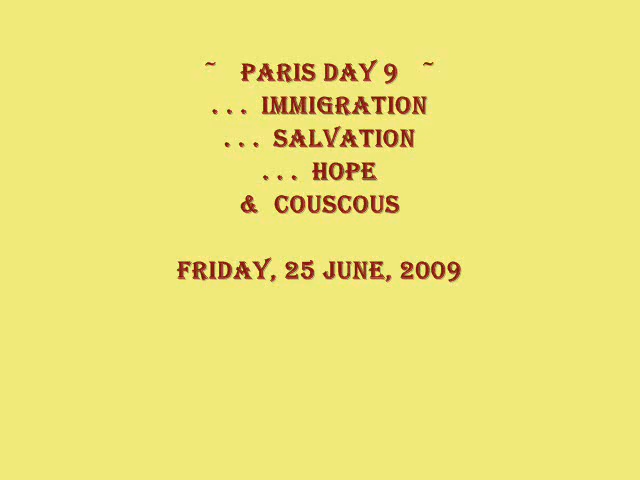 ~ PARIS DAY 9 ~
. . . IMMIGRATION
. . . SALVATION
. . . HOPE
& COUSCOUS
FRIDAY, 25 JUNE, 2009